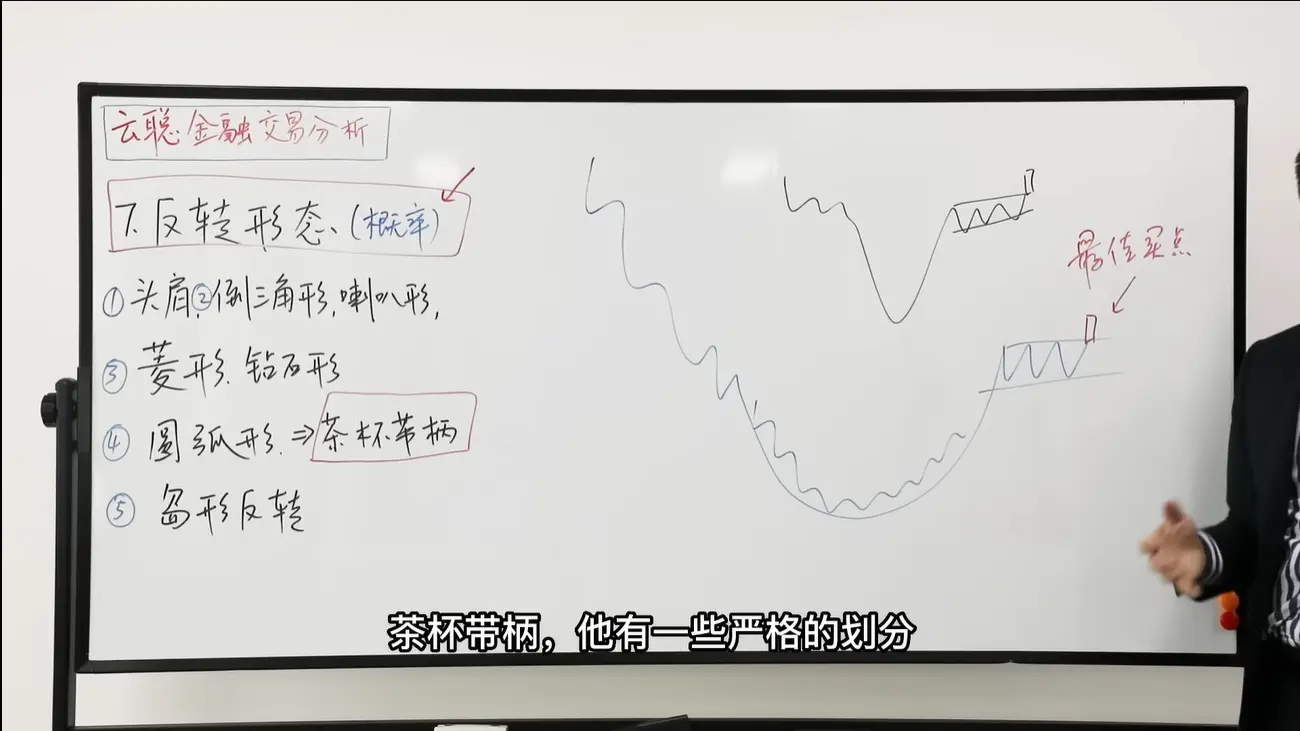 云聪金融交易分析
7.反转形态、(概率)
①头肩,②倒三角形,喇叭形,
③菱形、钻石形
④圆弧形⇒茶杯带柄
⑤岛形反转
最佳买点
茶杯带柄，他有一些严格的划分